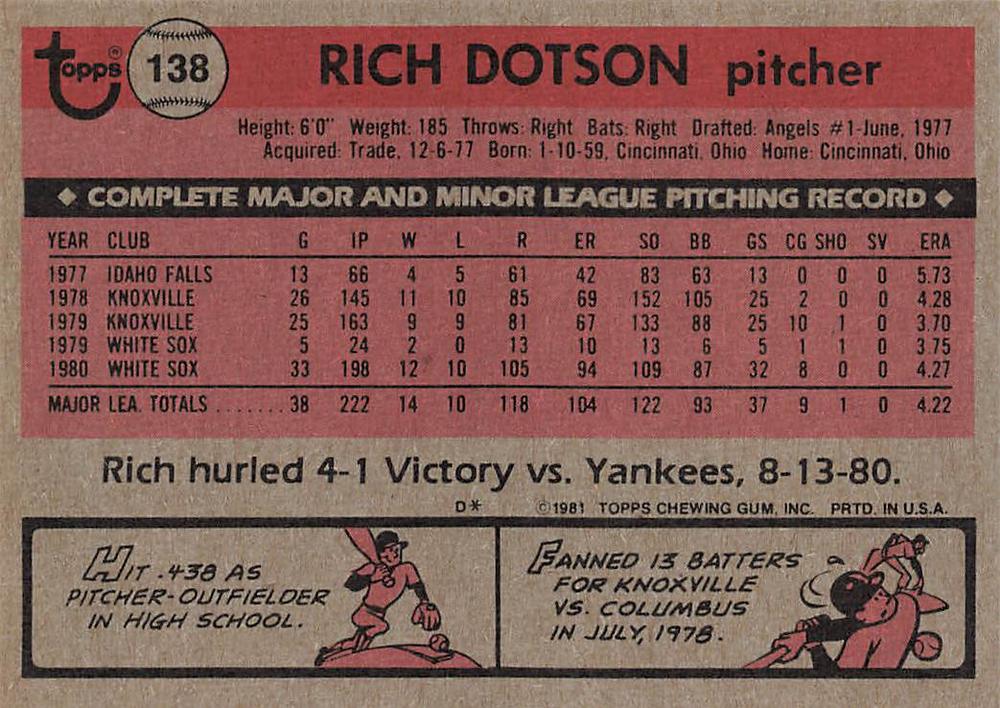 Topps® 138 RICH DOTSON pitcher
Height: 6'0" Weight: 185 Throws: Right Bats: Right Drafted: Angels #1-June, 1977
Acquired: Trade, 12-6-77 Born: 1-10-59, Cincinnati, Ohio Home: Cincinnati, Ohio
◆ COMPLETE MAJOR AND MINOR LEAGUE PITCHING RECORD ◆
YEAR CLUB G IP W L R ER SO BB GS CG SHO SV ERA
1977 IDAHO FALLS 13 66 4 5 61 42 83 63 13 0 0 0 5.73
1978 KNOXVILLE 26 145 11 10 85 69 152 105 25 2 0 0 4.28
1979 KNOXVILLE 25 163 9 9 81 67 133 88 25 10 1 0 3.70
1979 WHITE SOX 5 24 2 0 13 10 13 6 5 1 1 0 3.75
1980 WHITE SOX 33 198 12 10 105 94 109 87 32 8 0 0 4.27
MAJOR LEA. TOTALS ....... 38 222 14 10 118 104 122 93 37 9 1 0 4.22
Rich hurled 4-1 Victory vs. Yankees, 8-13-80.
D* ©1981 TOPPS CHEWING GUM, INC. PRTD. IN U.S.A.
HIT .438 AS
PITCHER-OUTFIELDER
IN HIGH SCHOOL.
FANNED 13 BATTERS
FOR KNOXVILLE
VS. COLUMBUS
IN JULY, 1978.